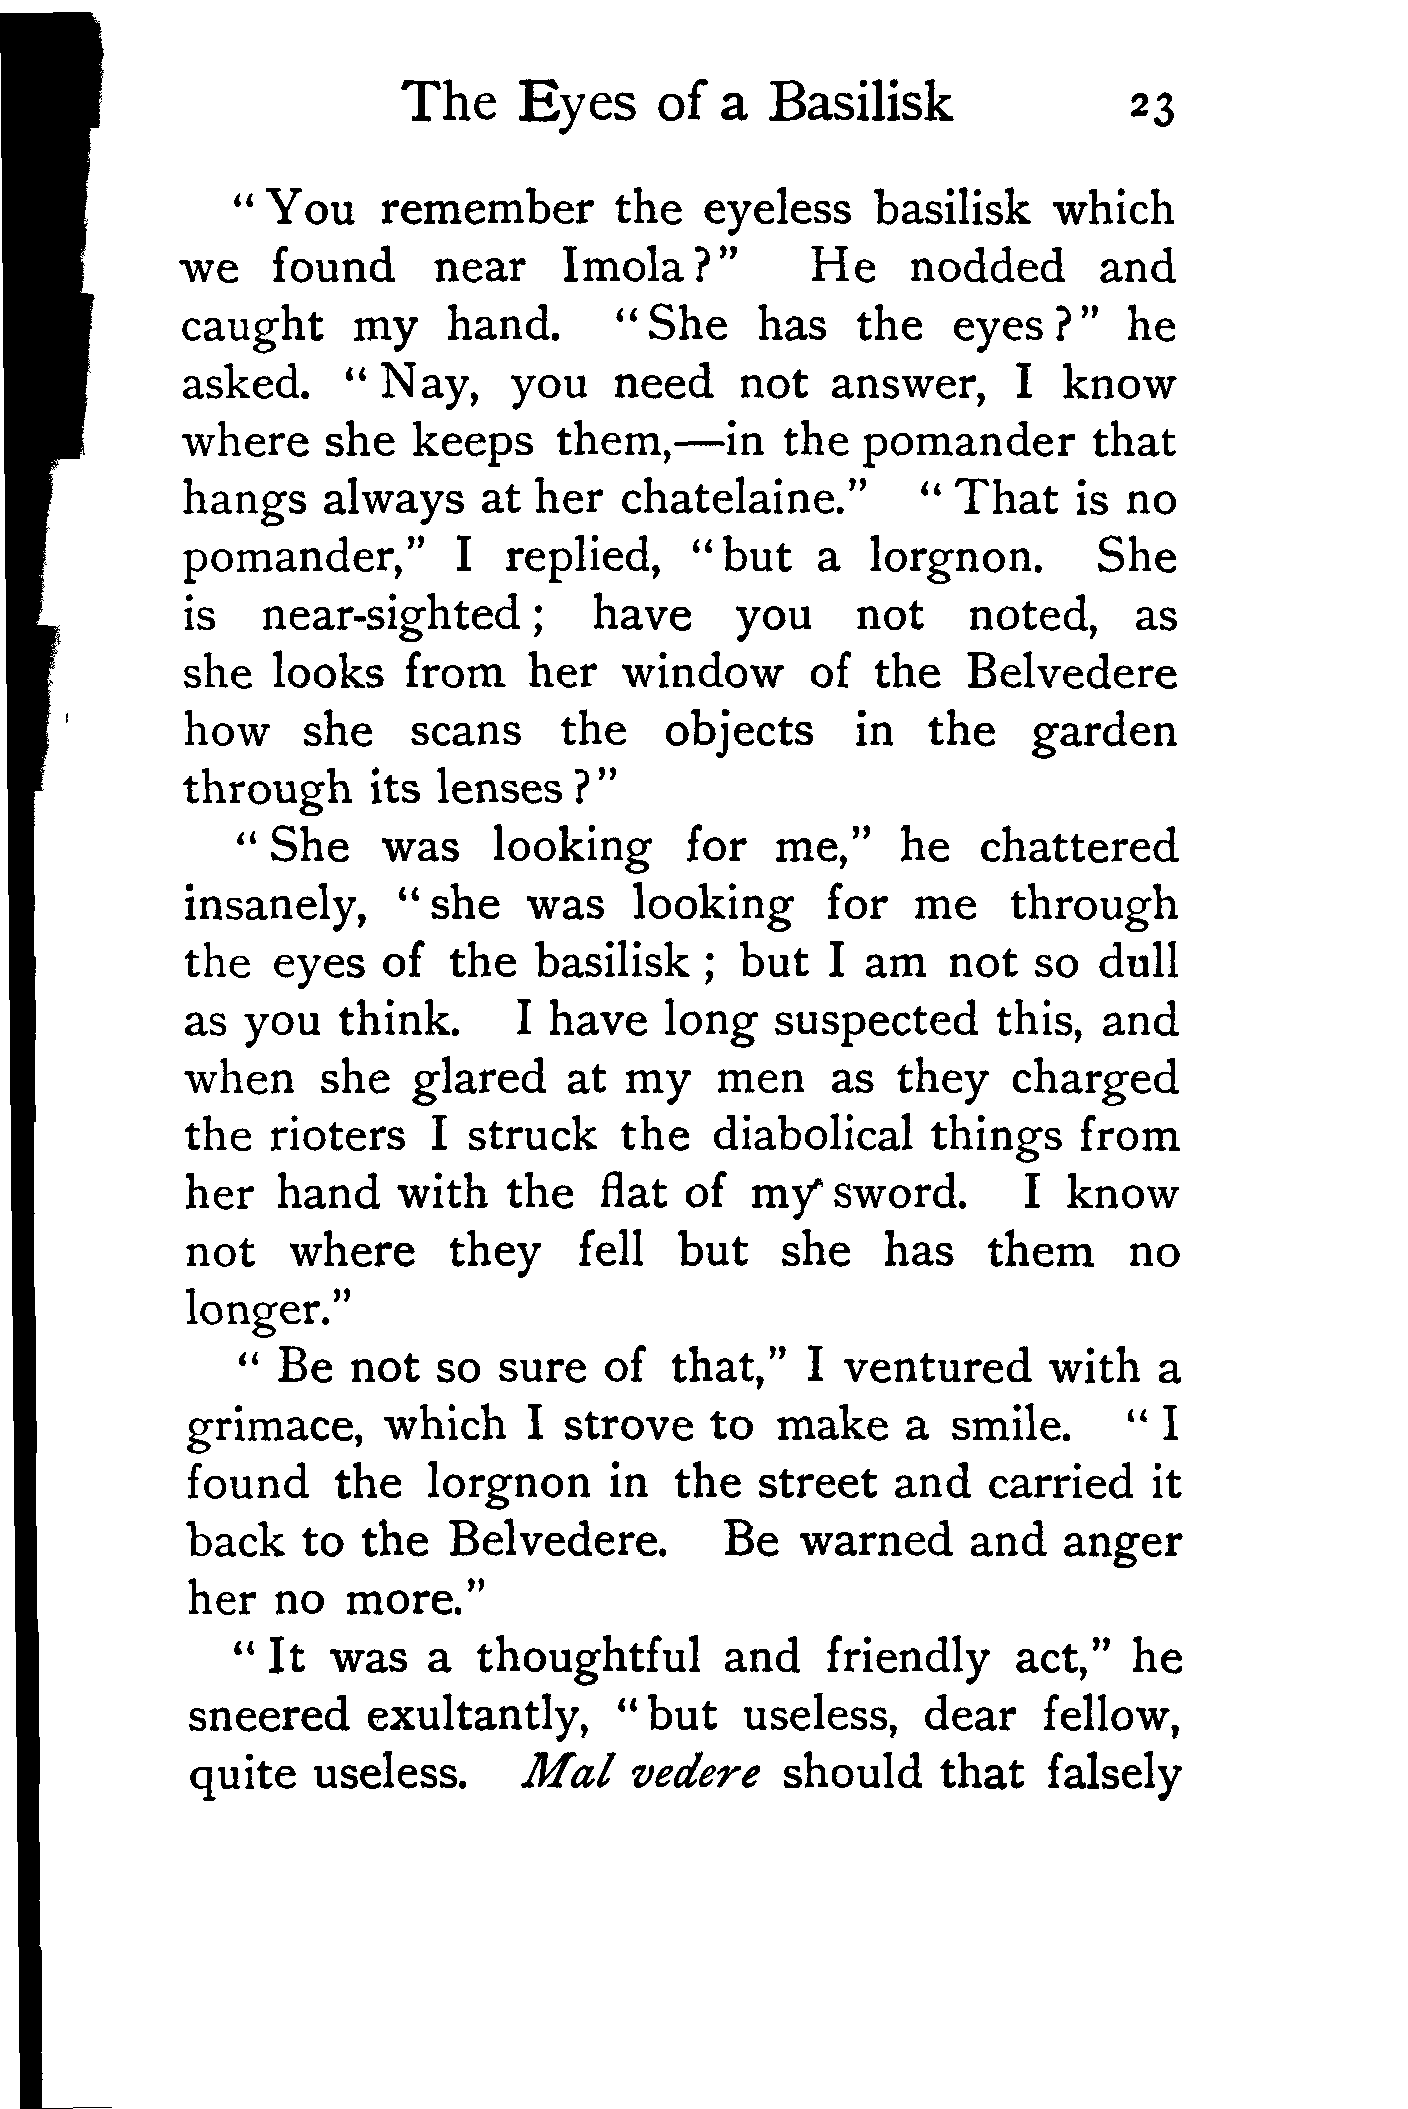 The Eyes of a Basilisk 23
“ You remember the eyeless basilisk which
we found near Imola ?” He nodded and
caught my hand. “ She has the eyes ?” he
asked. “ Nay, you need not answer, I know
where she keeps them,—in the pomander that
hangs always at her chatelaine.” “ That is no
pomander,” I replied, “ but a lorgnon. She
is near-sighted ; have you not noted, as
she looks from her window of the Belvedere
how she scans the objects in the garden
through its lenses ?”
“ She was looking for me,” he chattered
insanely, “ she was looking for me through
the eyes of the basilisk ; but I am not so dull
as you think. I have long suspected this, and
when she glared at my men as they charged
the rioters I struck the diabolical things from
her hand with the flat of my sword. I know
not where they fell but she has them no
longer.”
“ Be not so sure of that,” I ventured with a
grimace, which I strove to make a smile. “ I
found the lorgnon in the street and carried it
back to the Belvedere. Be warned and anger
her no more.”
“ It was a thoughtful and friendly act,” he
sneered exultantly, “ but useless, dear fellow,
quite useless. Mal vedere should that falsely